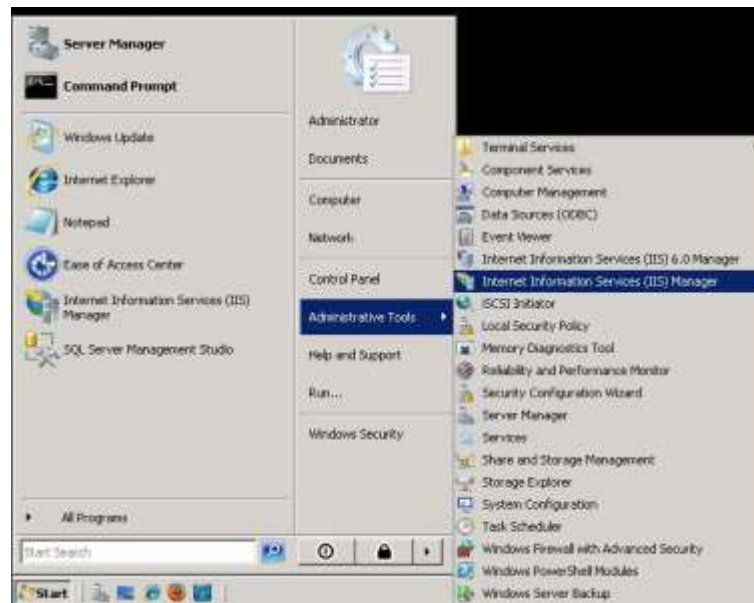 Server Manager
Command Prompt
Windows Update
Internet Explorer
Notepad
Ease of Access Center
Internet Information Services (IIS)
Manager
SQL Server Management Studio
All Programs
Start Search
Start
Administrator
Documents
Computer
Network
Control Panel
Administrative Tools
Help and Support
Run...
Windows Security
Terminal Services
Component Services
Computer Management
Data Sources (ODBC)
Event Viewer
Internet Information Services (IIS) 6.0 Manager
Internet Information Services (IIS) Manager
iSCSI Initiator
Local Security Policy
Memory Diagnostics Tool
Reliability and Performance Monitor
Security Configuration Wizard
Server Manager
Services
Share and Storage Management
Storage Explorer
System Configuration
Task Scheduler
Windows Firewall with Advanced Security
Windows PowerShell Modules
Windows Server Backup